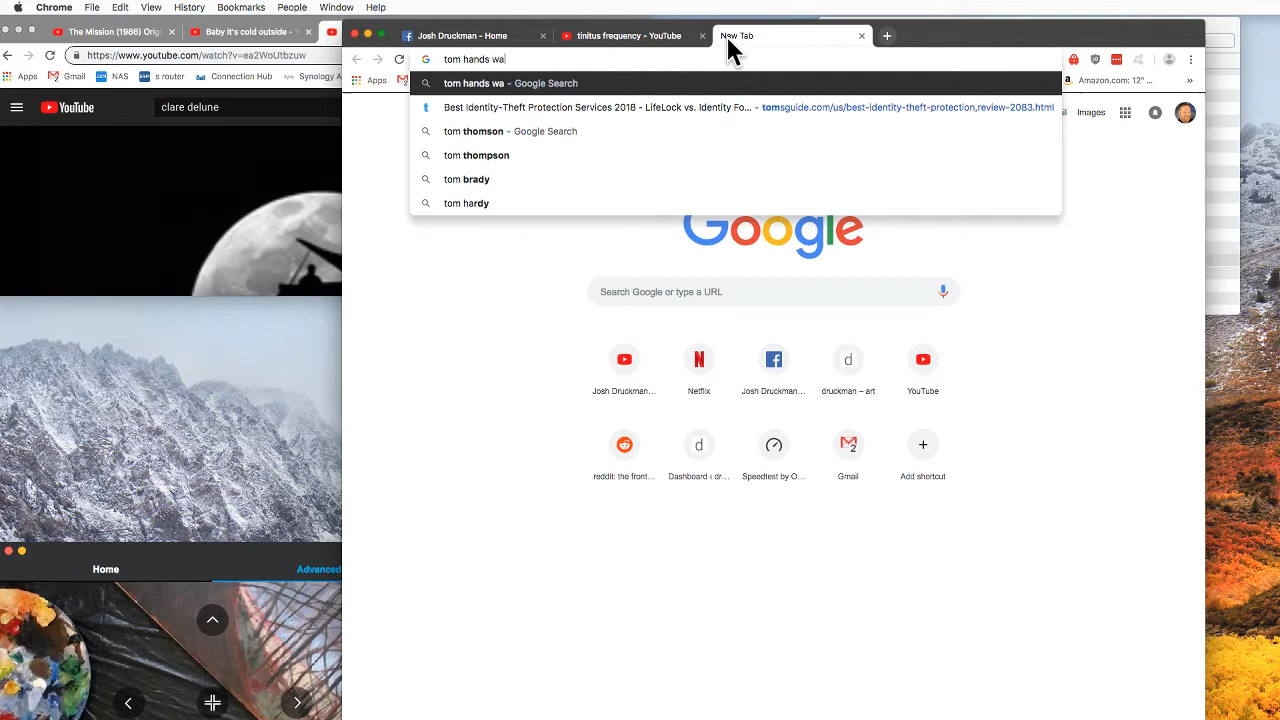 Chrome File Edit View History Bookmarks People Window Help
The Mission (1986) Orig
Baby it's cold outside -
https://www.youtube.com/watch?v=ea2WoUtbzuw
Apps Gmail NAS router Day
YouTube
clare delune
Josh Druckman - Home
tinitus frequency - YouTube
New Tab
tom hands wa
Apps
Amazon.com: 12" ...
»
tom hands wa – Google Search
Best Identity-Theft Protection Services 2018 - LifeLock vs. Identity Fo... – tomsguide.com/us/best-identity-theft-protection,review-2083.html
tom thomson – Google Search
tom thompson
tom brady
tom hardy
Images
Google
Search Google or type a URL
Josh Druckman...
Netflix
Josh Druckman...
druckman – art
YouTube
reddit: the front...
Dashboard ‹ dr...
Speedtest by O...
Gmail
Add shortcut
Home
Advanced